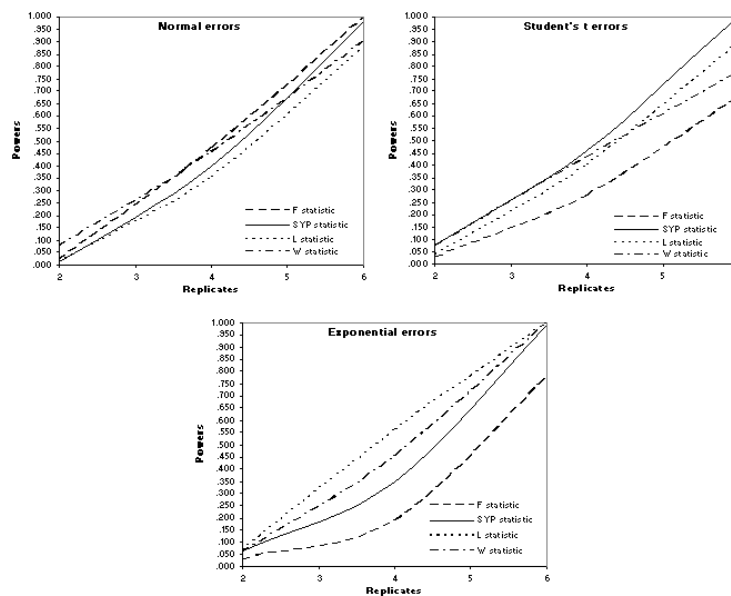 Normal errors
Powers
1.000
.950
.900
.850
.800
.750
.700
.650
.600
.550
.500
.450
.400
.350
.300
.250
.200
.150
.100
.050
.000
F statistic
SYP statistic
L statistic
W statistic
2 3 4 5 6
Replicates
Student's t errors
Powers
1.000
.950
.900
.850
.800
.750
.700
.650
.600
.550
.500
.450
.400
.350
.300
.250
.200
.150
.100
.050
.000
F statistic
SYP statistic
L statistic
W statistic
2 3 4 5
Replicates
Exponential errors
Powers
1.000
.950
.900
.850
.800
.750
.700
.650
.600
.550
.500
.450
.400
.350
.300
.250
.200
.150
.100
.050
.000
F statistic
SYP statistic
L statistic
W statistic
2 3 4 5 6
Replicates